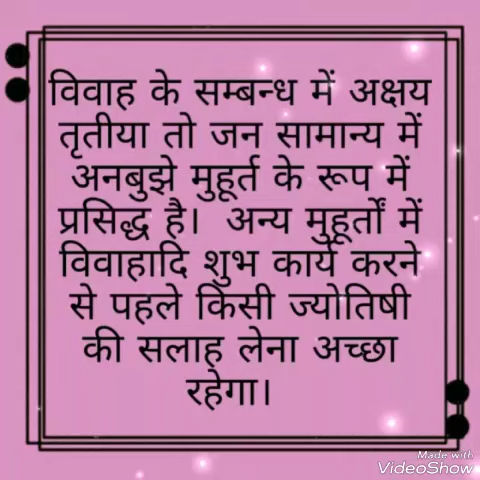 विवाह के सम्बन्ध में अक्षय
तृतीया तो जन सामान्य में
अनबुझे मुहूर्त के रूप में
प्रसिद्ध है।  अन्य मुहूर्तों में
विवाहादि शुभ कार्य करने
से पहले किसी ज्योतिषी
की सलाह लेना अच्छा
रहेगा।
Made with
VideoShow